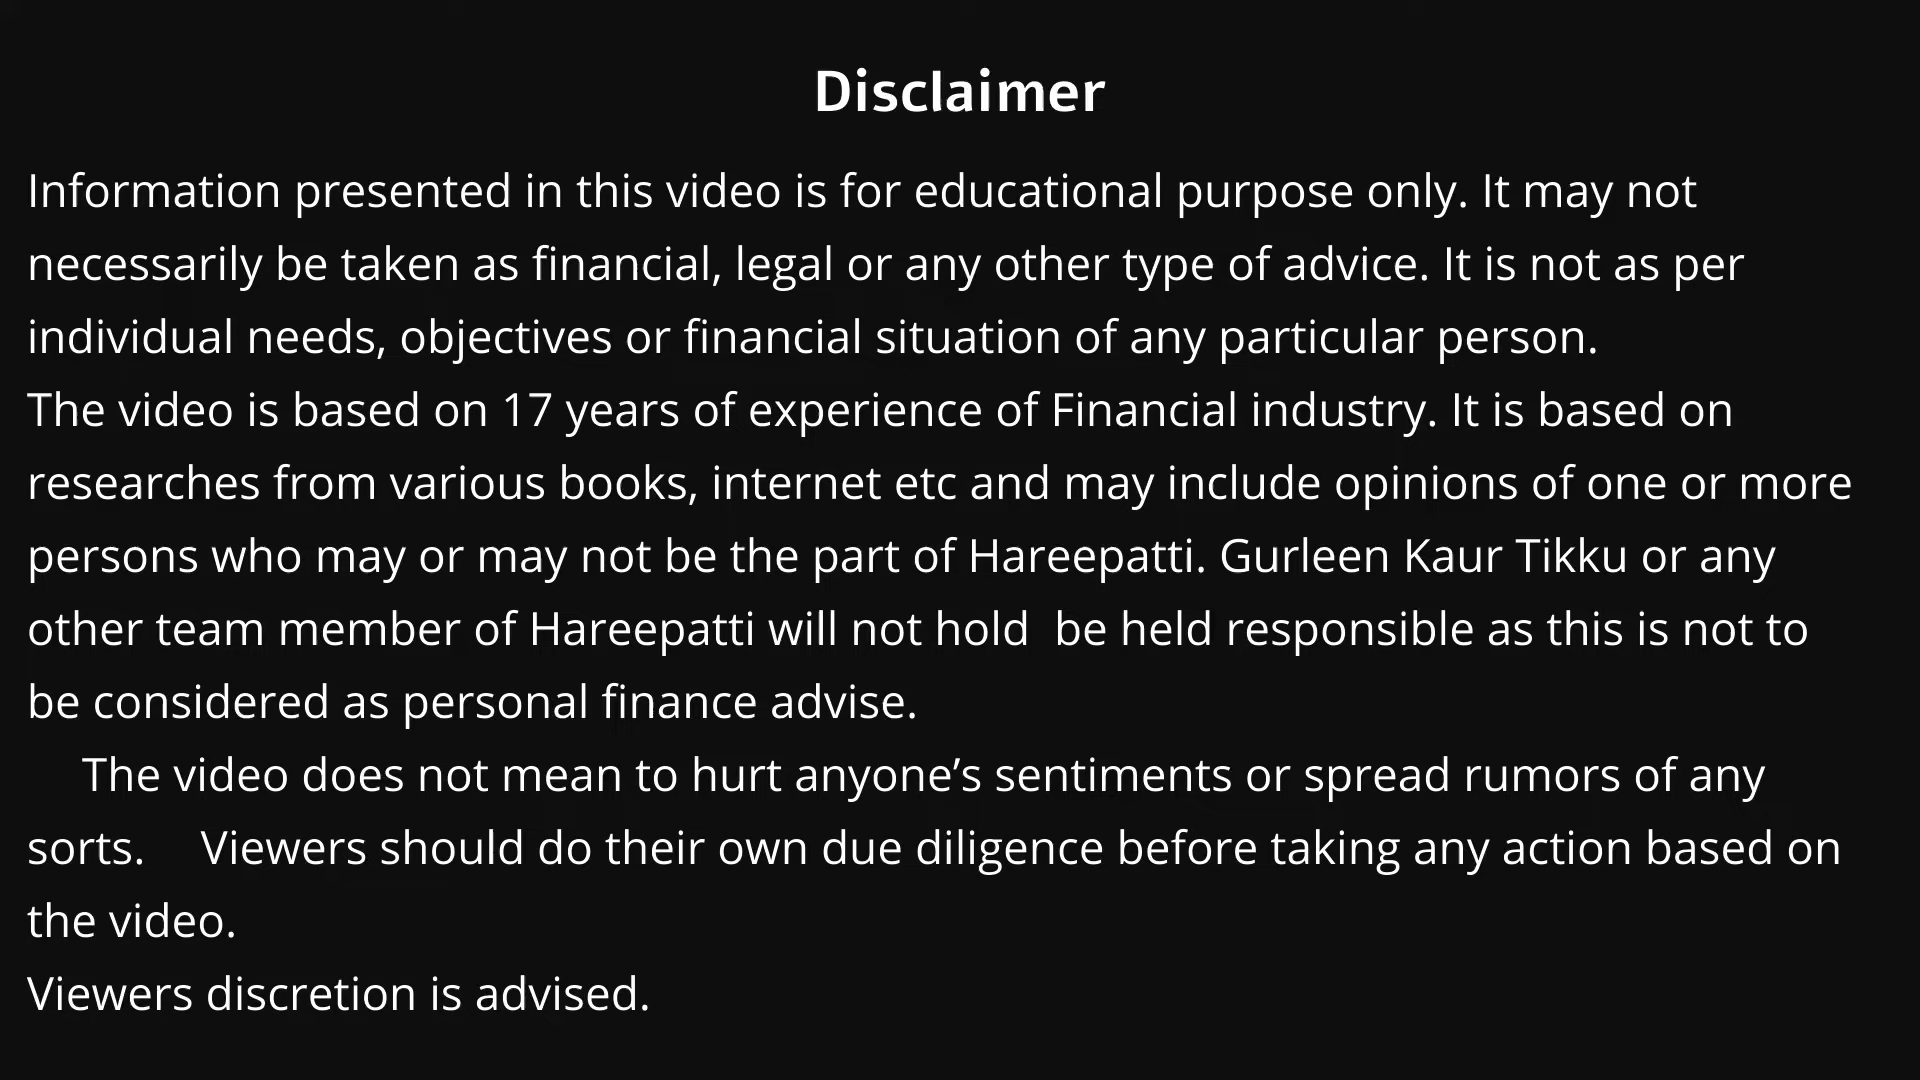 Disclaimer
Information presented in this video is for educational purpose only. It may not
necessarily be taken as financial, legal or any other type of advice. It is not as per
individual needs, objectives or financial situation of any particular person.
The video is based on 17 years of experience of Financial industry. It is based on
researches from various books, internet etc and may include opinions of one or more
persons who may or may not be the part of Hareepatti. Gurleen Kaur Tikku or any
other team member of Hareepatti will not hold  be held responsible as this is not to
be considered as personal finance advise.
The video does not mean to hurt anyone’s sentiments or spread rumors of any
sorts.    Viewers should do their own due diligence before taking any action based on
the video.
Viewers discretion is advised.